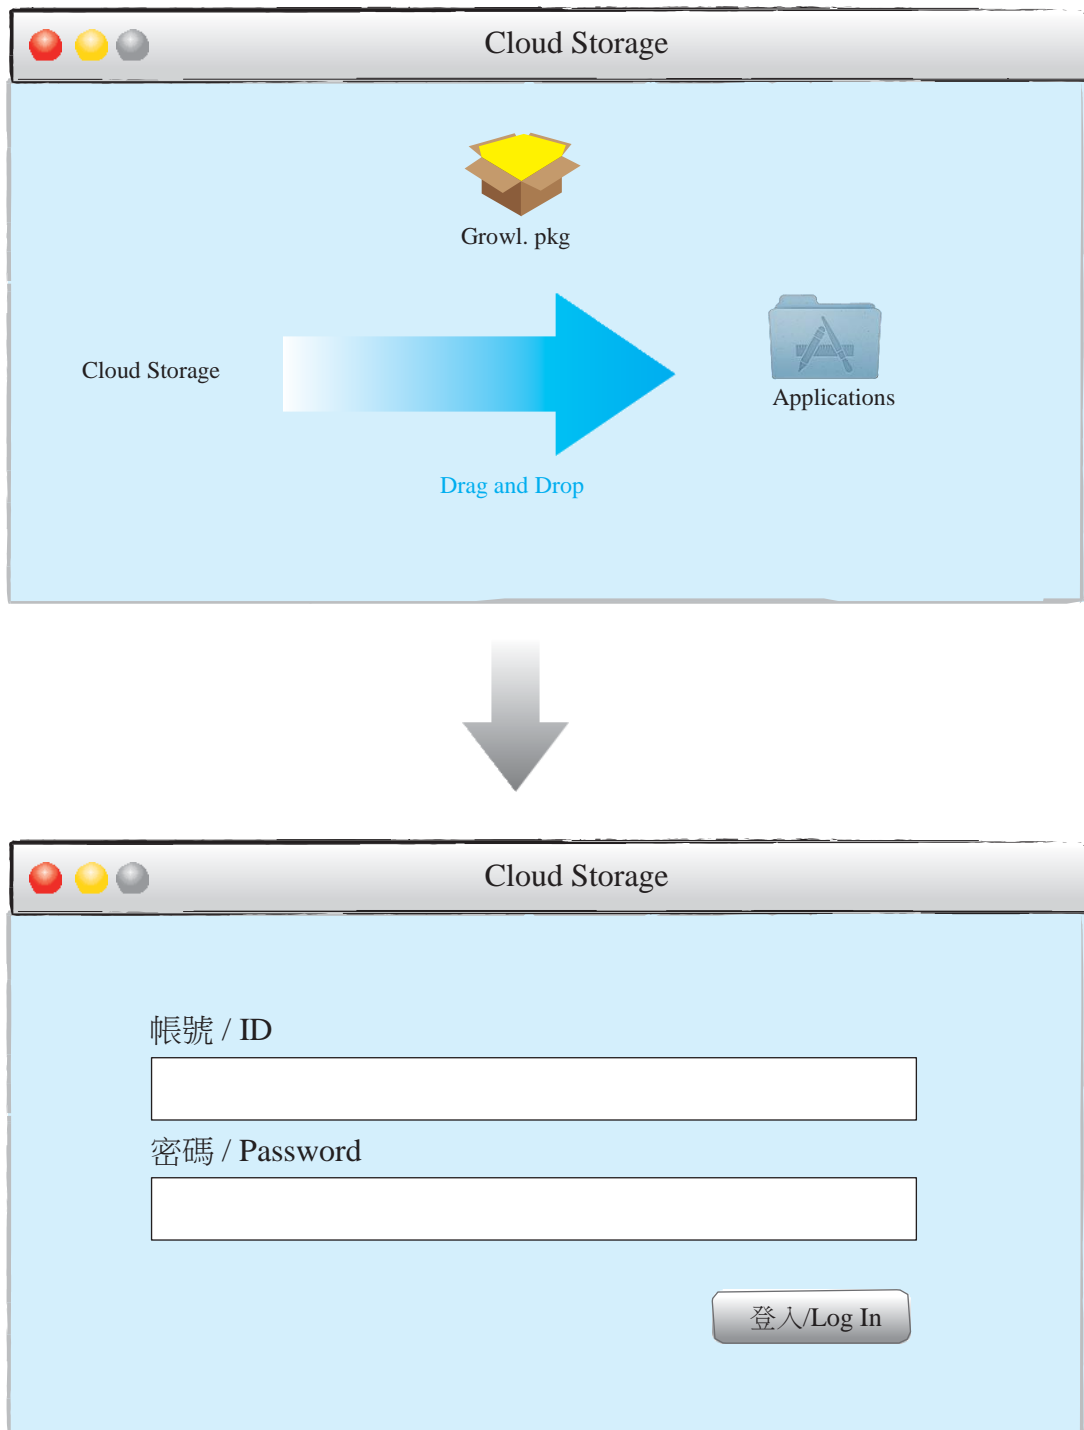 Cloud Storage
Growl. pkg
Cloud Storage
Applications
Drag and Drop
Cloud Storage
帳號 / ID
密碼 / Password
登入/Log In